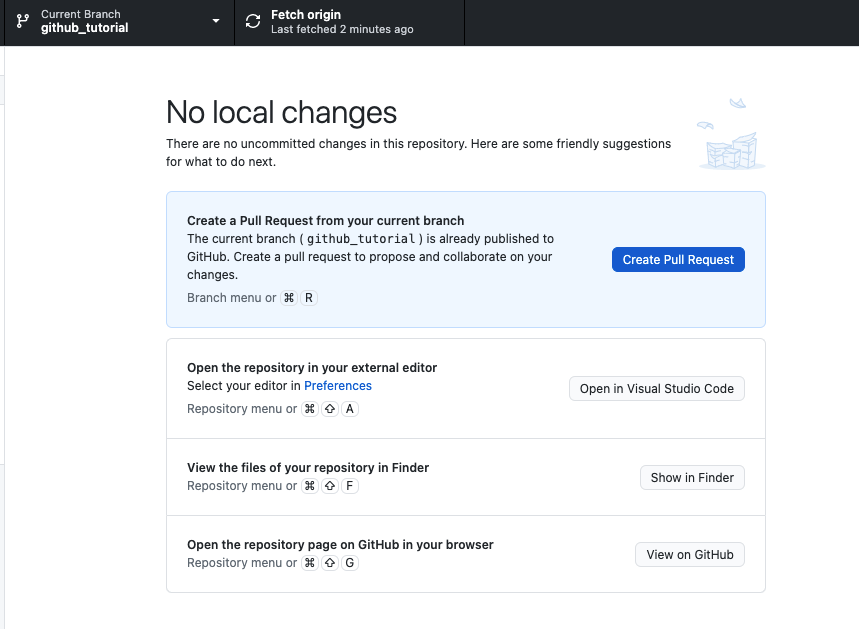 Current Branch
github_tutorial
Fetch origin
Last fetched 2 minutes ago
No local changes
There are no uncommitted changes in this repository. Here are some friendly suggestions
for what to do next.
Create a Pull Request from your current branch
The current branch ( github_tutorial ) is already published to
GitHub. Create a pull request to propose and collaborate on your
changes.
Branch menu or ⌘ R
Create Pull Request
Open the repository in your external editor
Select your editor in Preferences
Repository menu or ⌘ ⇧ A
Open in Visual Studio Code
View the files of your repository in Finder
Repository menu or ⌘ ⇧ F
Show in Finder
Open the repository page on GitHub in your browser
Repository menu or ⌘ ⇧ G
View on GitHub